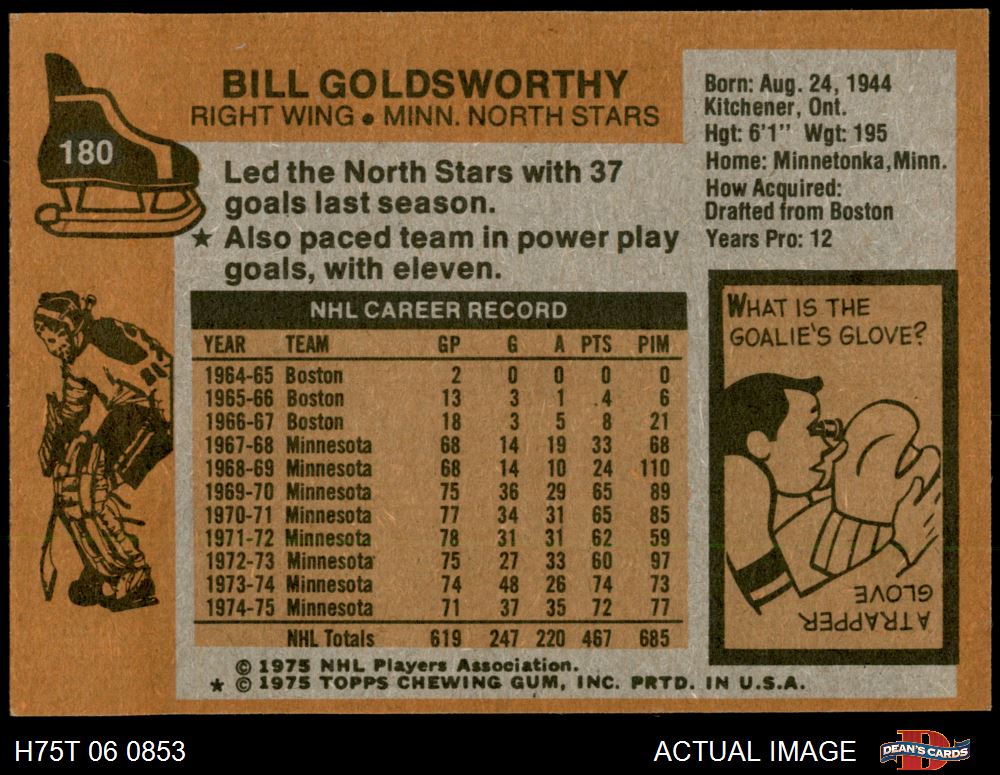 BILL GOLDSWORTHY
RIGHT WING • MINN. NORTH STARS
180
Led the North Stars with 37
goals last season.
★ Also paced team in power play
goals, with eleven.
Born: Aug. 24, 1944
Kitchener, Ont.
Hgt: 6'1" Wgt: 195
Home: Minnetonka, Minn.
How Acquired:
Drafted from Boston
Years Pro: 12
NHL CAREER RECORD
YEAR TEAM GP G A PTS PIM
1964-65 Boston 2 0 0 0 0
1965-66 Boston 13 3 1 4 6
1966-67 Boston 18 3 5 8 21
1967-68 Minnesota 68 14 19 33 68
1968-69 Minnesota 68 14 10 24 110
1969-70 Minnesota 75 36 29 65 89
1970-71 Minnesota 77 34 31 65 85
1971-72 Minnesota 78 31 31 62 59
1972-73 Minnesota 75 27 33 60 97
1973-74 Minnesota 74 48 26 74 73
1974-75 Minnesota 71 37 35 72 77
NHL Totals 619 247 220 467 685
© 1975 NHL Players Association.
★ © 1975 TOPPS CHEWING GUM, INC. PRTD. IN U.S.A.
WHAT IS THE
GOALIE'S GLOVE?
ATRAPPER
GLOVE
H75T 06 0853
ACTUAL IMAGE
DEAN'S CARDS